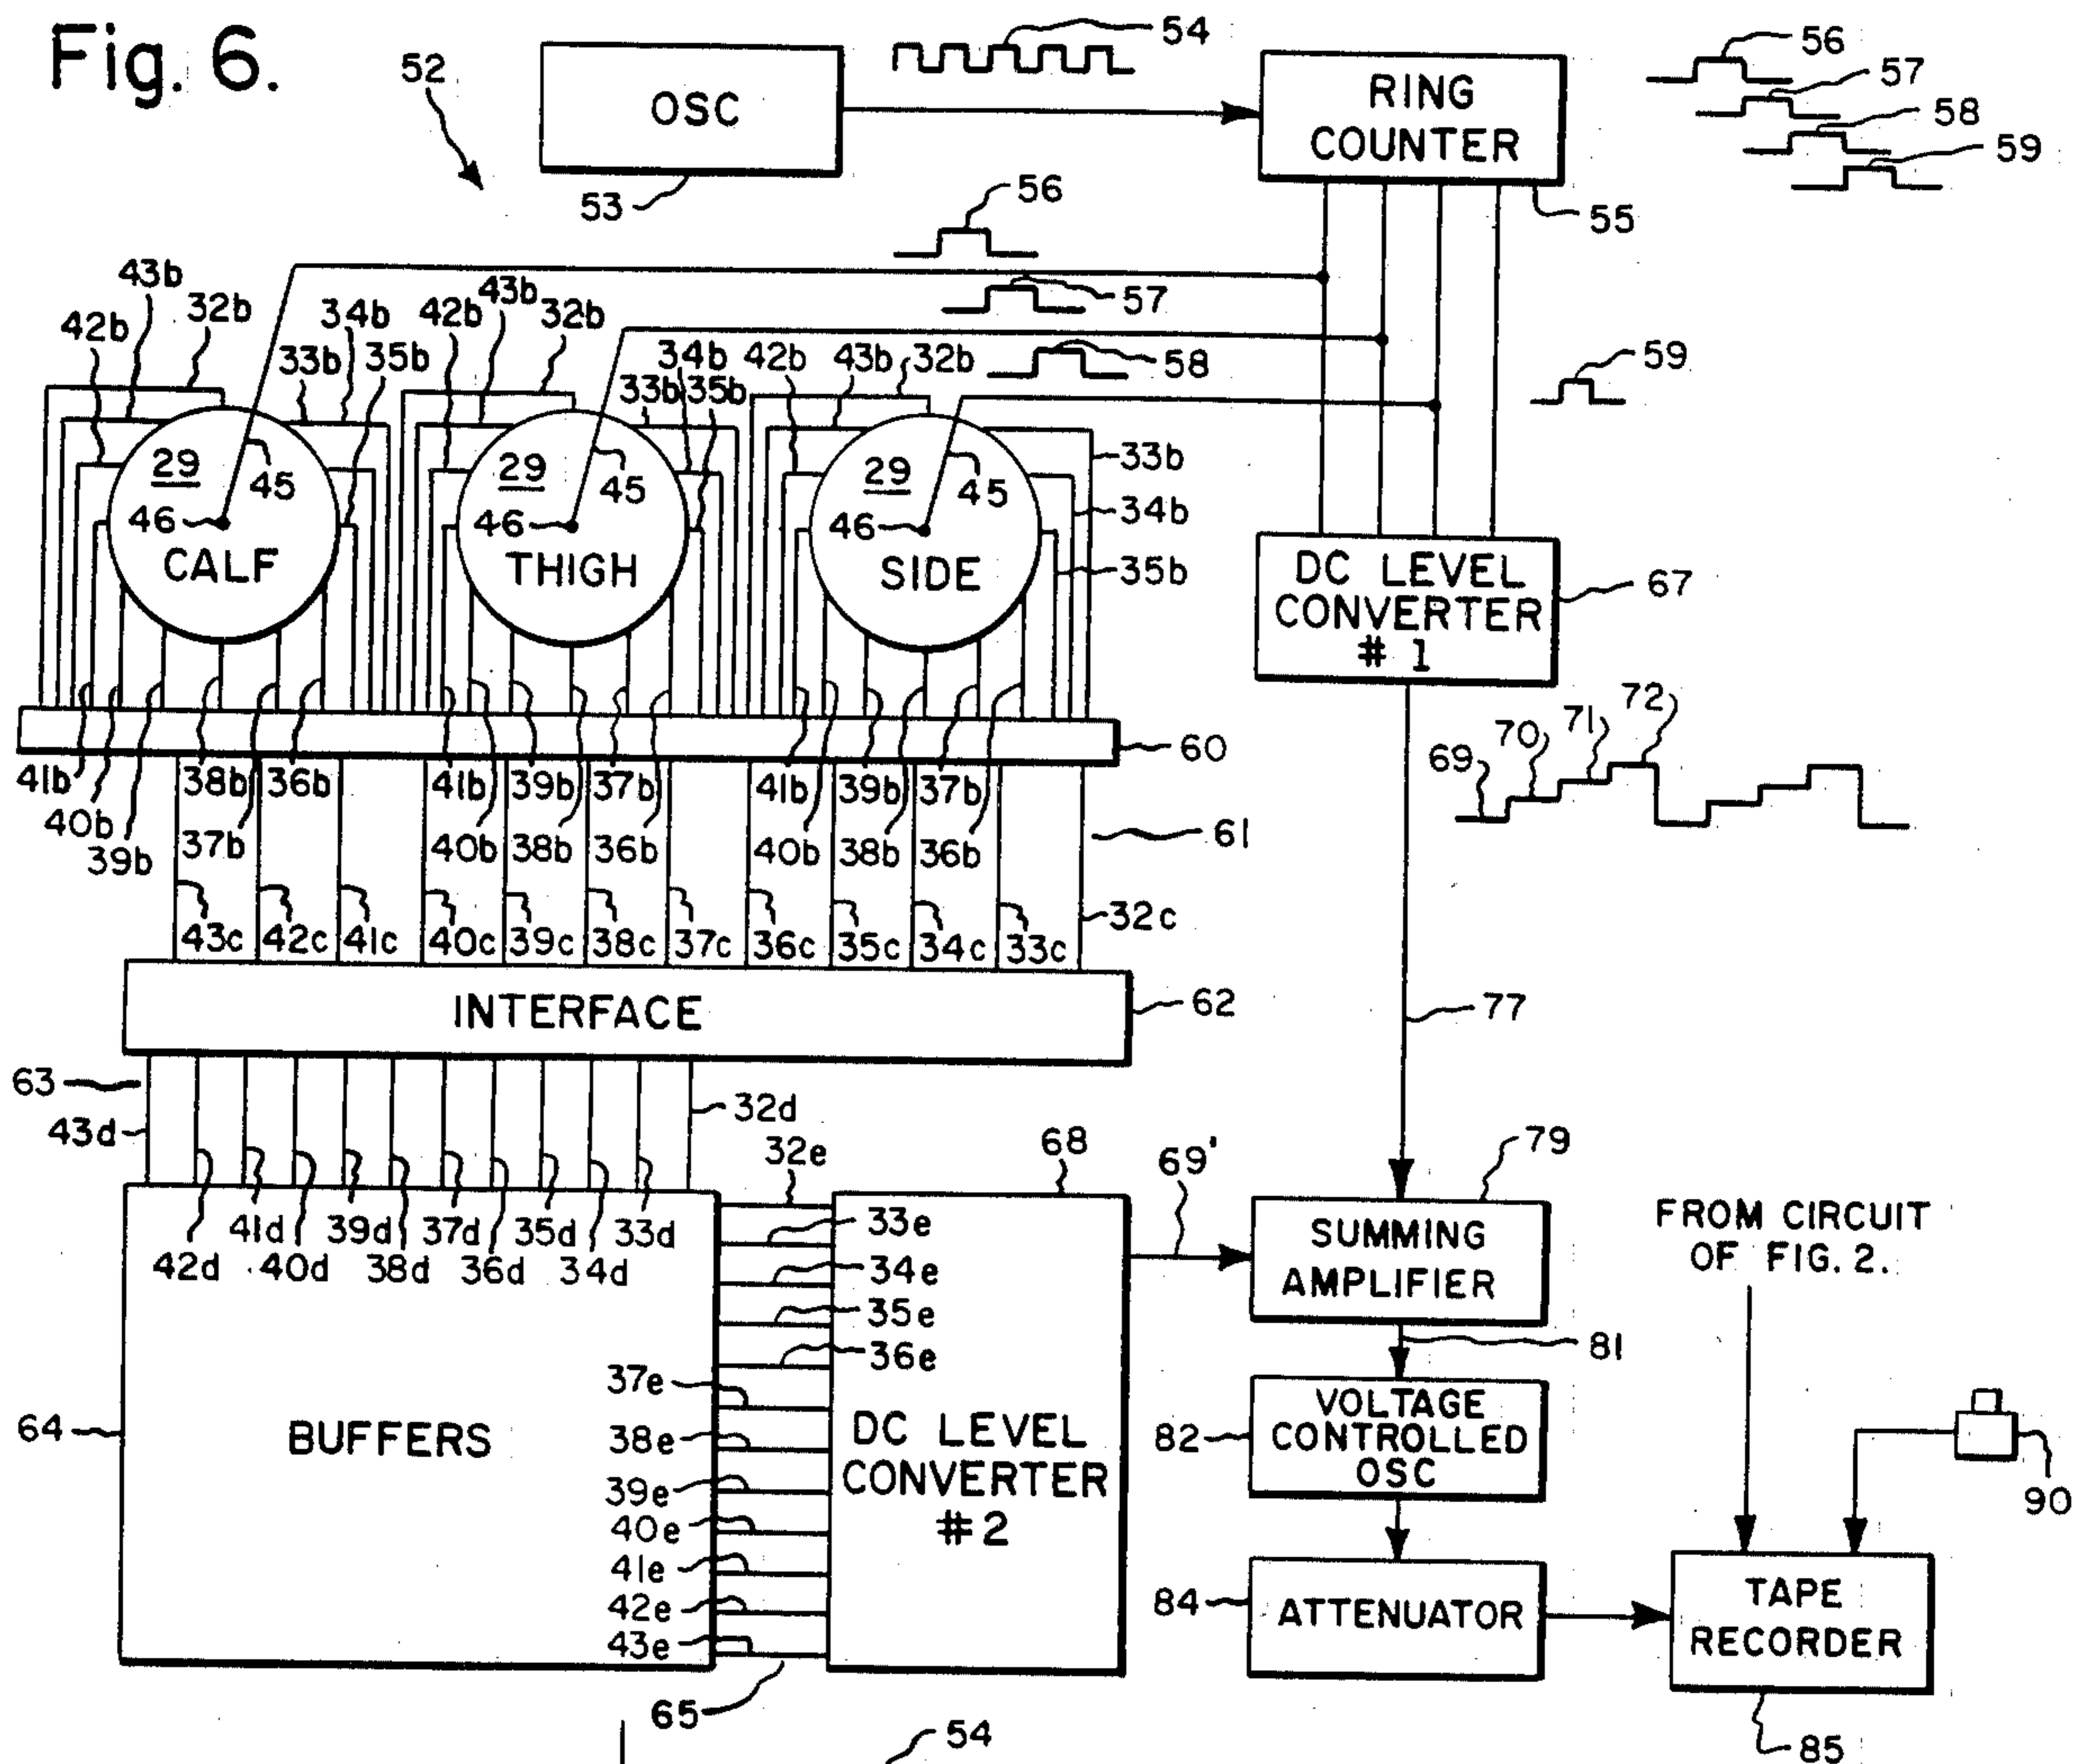 Fig. 6.
52
OSC
53
54
RING
COUNTER
55
56
57
58
59
56
57
58
59
43b
32b
42b
34b
33b
35b
29
45
46
CALF
42b
43b
32b
34b
33b
35b
29
45
46
THIGH
42b
43b
32b
29
45
46
SIDE
33b
34b
35b
DC LEVEL
CONVERTER
# 1
67
69
70
71
72
60
41b
40b
39b
38b
37b
36b
41b
40b
39b
38b
37b
36b
41b
40b
39b
38b
37b
36b
61
43c
42c
41c
40c
39c
38c
37c
36c
35c
34c
33c
32c
INTERFACE
62
77
63
43d
32d
42d
41d
40d
39d
38d
37d
36d
35d
34d
33d
BUFFERS
64
32e
33e
34e
35e
36e
37e
38e
39e
40e
41e
42e
43e
65
68
DC LEVEL
CONVERTER
#2
69'
79
SUMMING
AMPLIFIER
81
82
VOLTAGE
CONTROLLED
OSC
84
ATTENUATOR
FROM CIRCUIT
OF FIG. 2.
90
TAPE
RECORDER
85
54